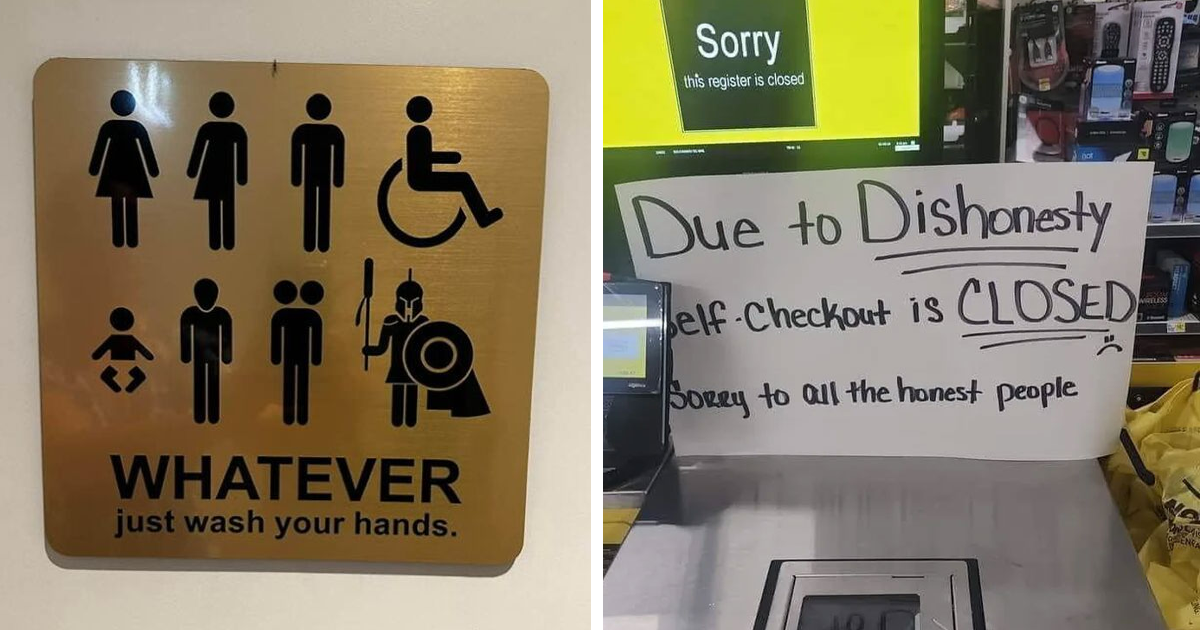 WHATEVER
just wash your hands.
Sorry
this register is closed
Due to Dishonesty
Self-Checkout is CLOSED
Sorry to all the honest people